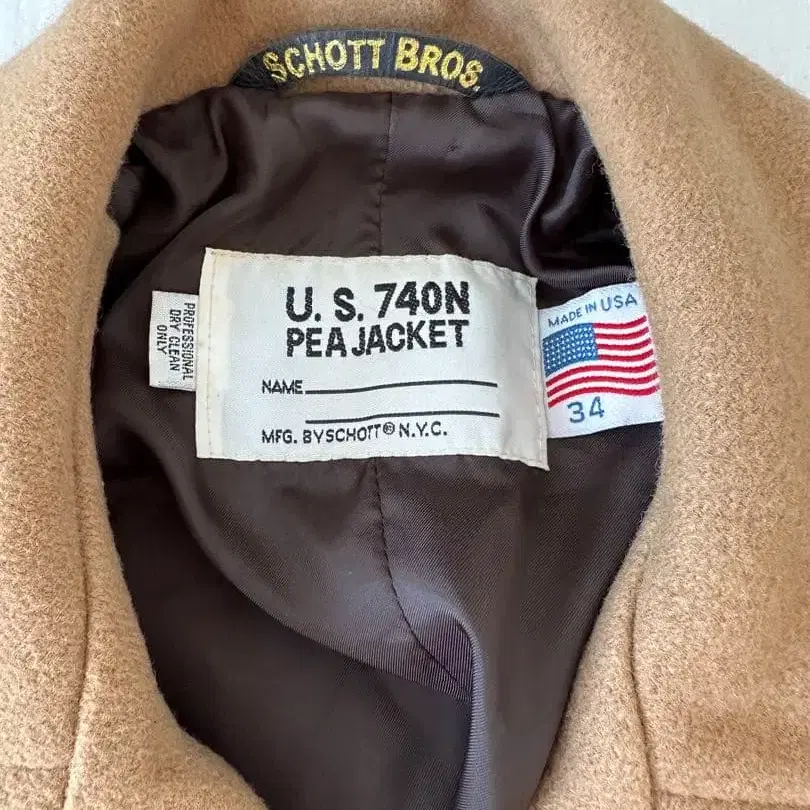 SCHOTT BROS.
U. S. 740N
PEA JACKET
NAME
MFG. BY SCHOTT® N.Y.C.
PROFESSIONAL
DRY CLEAN
ONLY
MADE IN USA
34